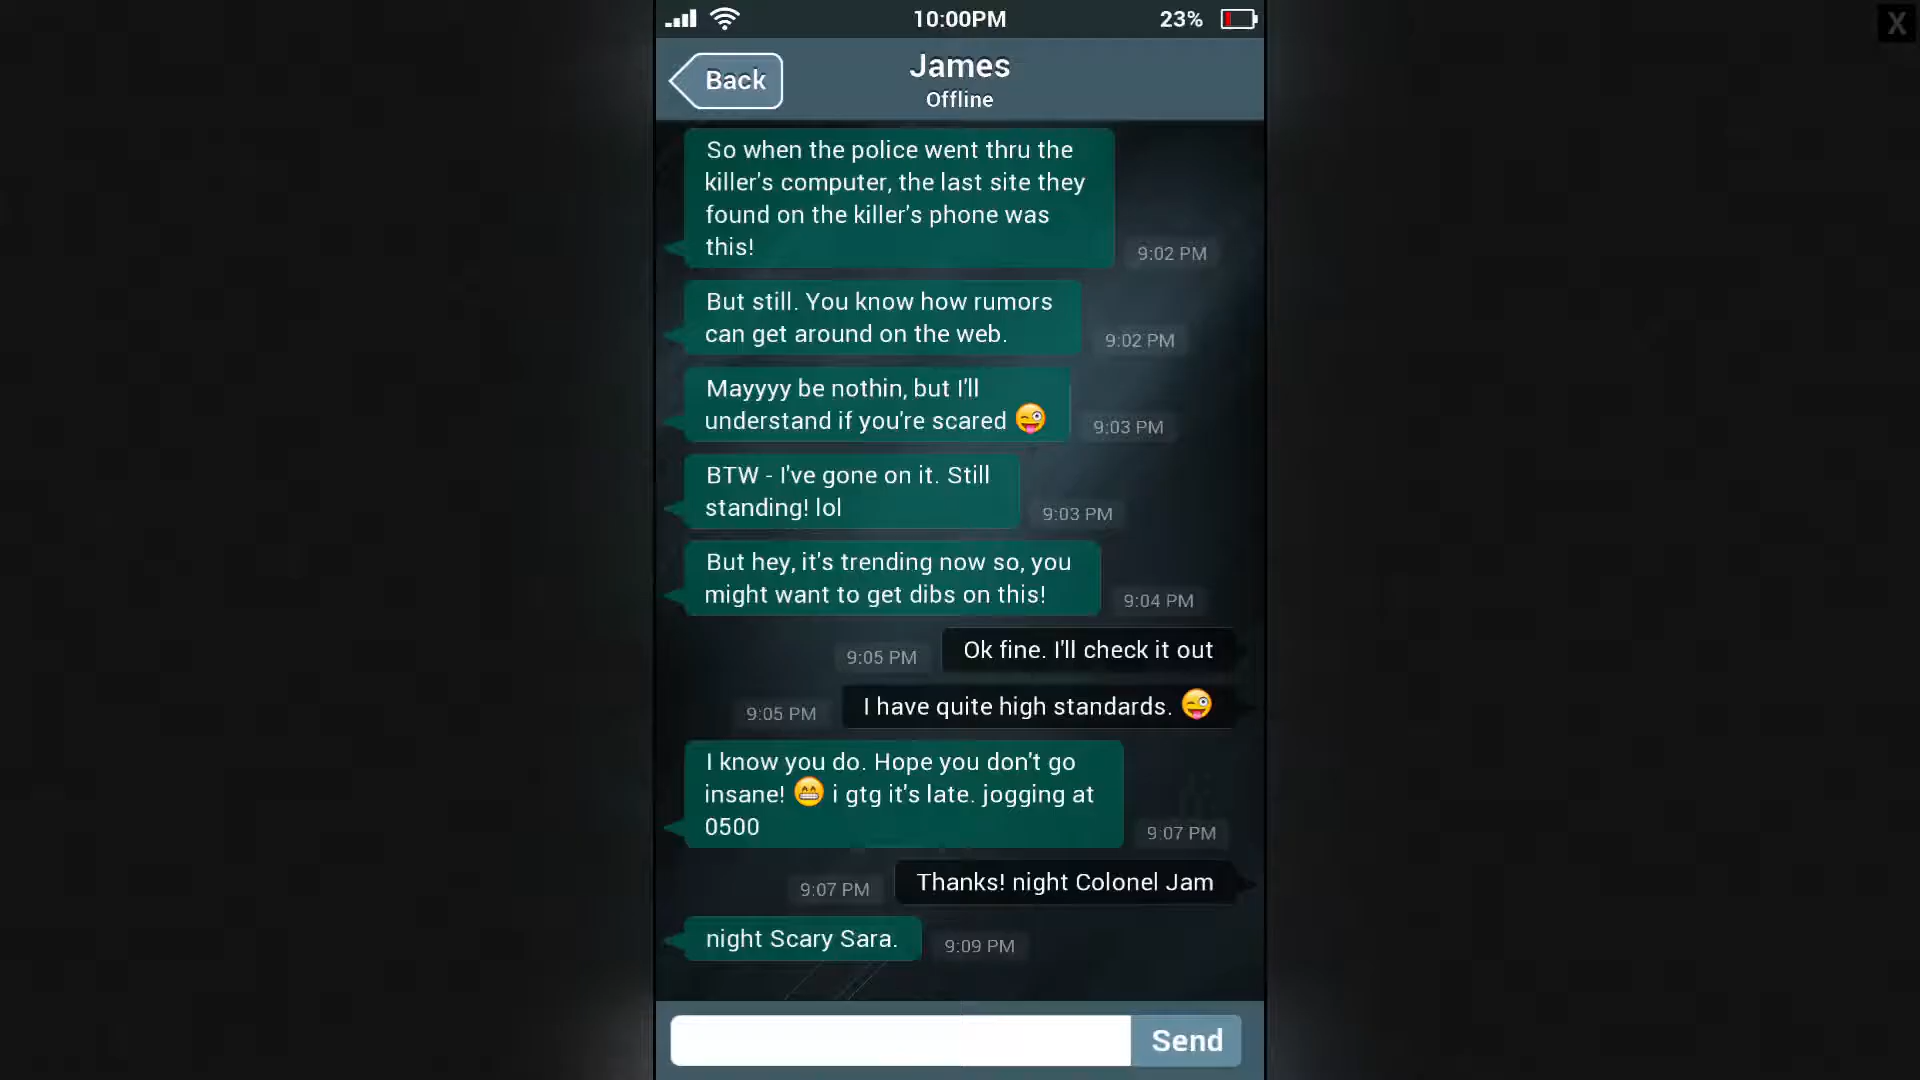 10:00PM 23%
X
Back
James
Offline
So when the police went thru the
killer's computer, the last site they
found on the killer's phone was
this!
9:02 PM
But still. You know how rumors
can get around on the web.
9:02 PM
Mayyyy be nothin, but I'll
understand if you're scared 😜
9:03 PM
BTW - I've gone on it. Still
standing! lol
9:03 PM
But hey, it's trending now so, you
might want to get dibs on this!
9:04 PM
9:05 PM Ok fine. I'll check it out
9:05 PM I have quite high standards. 😜
I know you do. Hope you don't go
insane! 😁 i gtg it's late. jogging at
0500
9:07 PM
9:07 PM Thanks! night Colonel Jam
night Scary Sara. 9:09 PM
Send